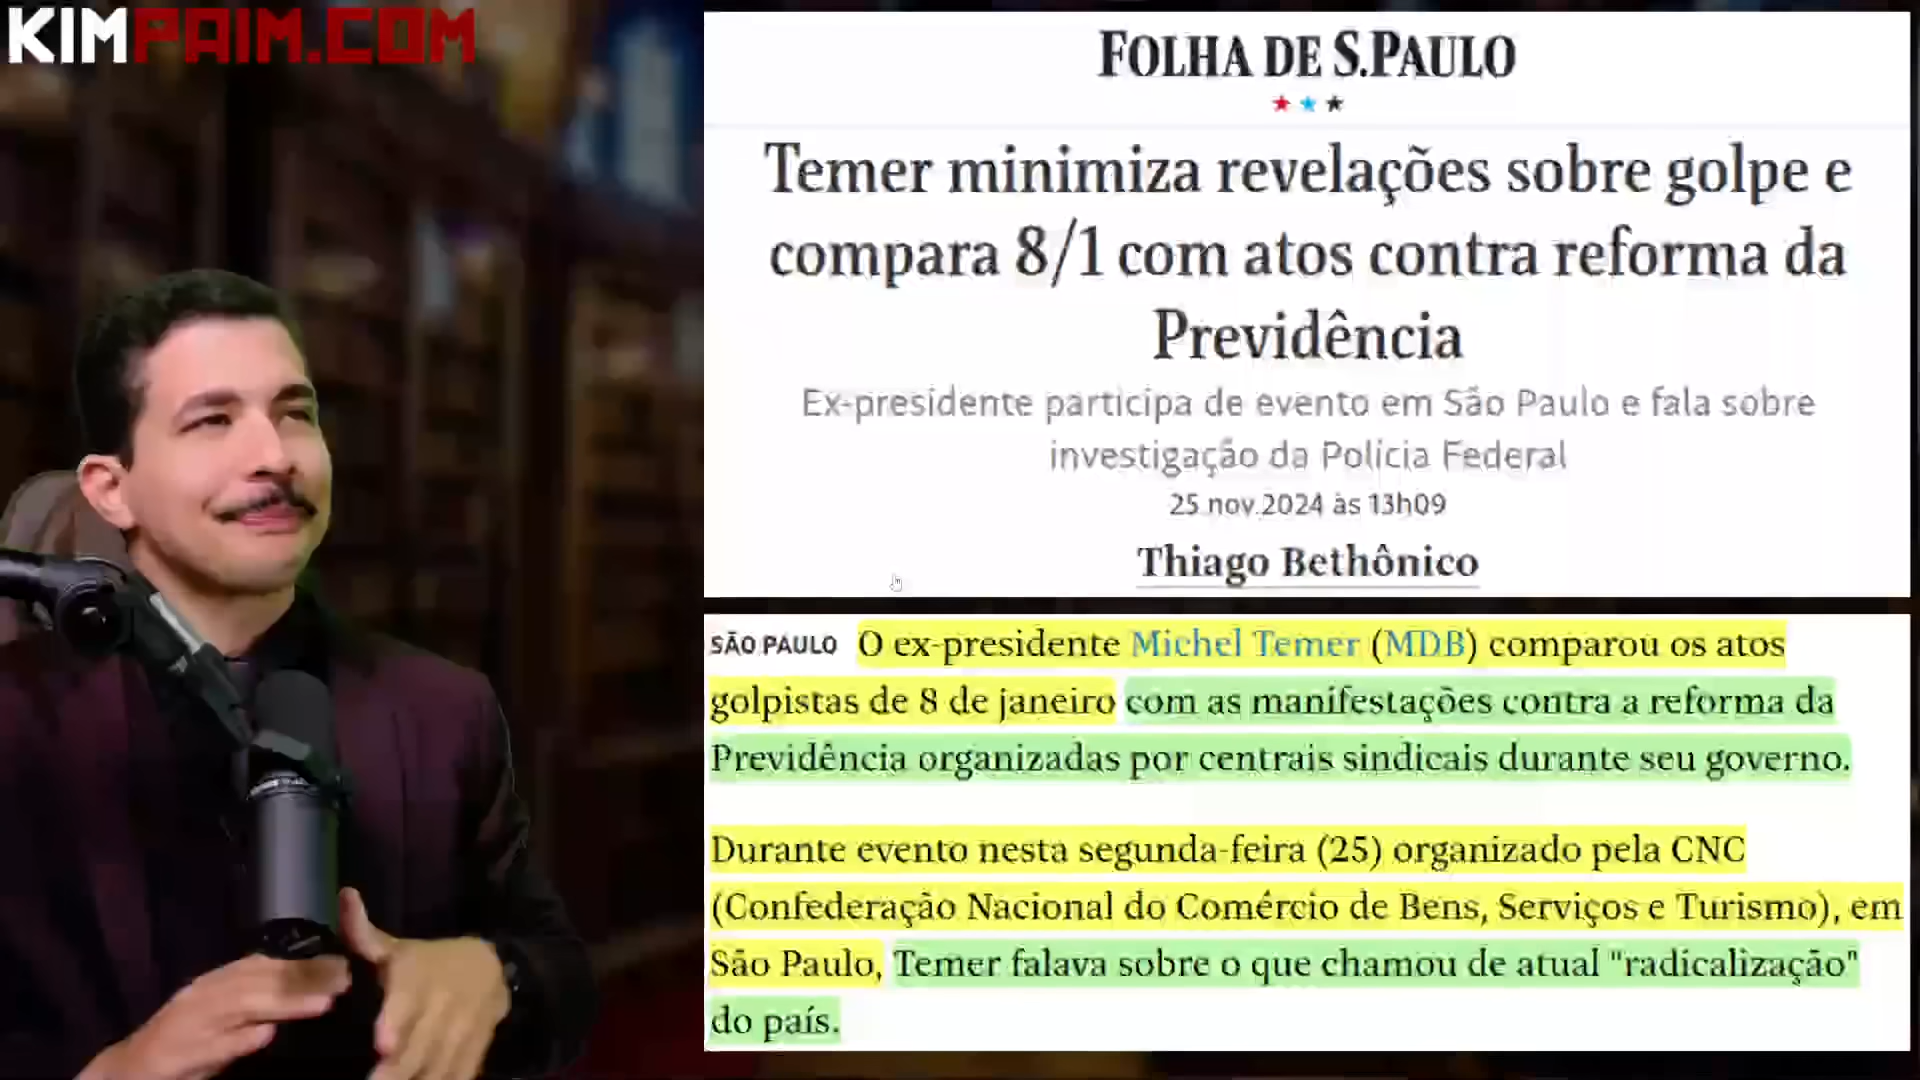 KIMPAIM.COM
FOLHA DE S.PAULO
Temer minimiza revelações sobre golpe e
compara 8/1 com atos contra reforma da
Previdência
Ex-presidente participa de evento em São Paulo e fala sobre
investigação da Polícia Federal
25.nov.2024 às 13h09
Thiago Bethônico
SÃO PAULO O ex-presidente Michel Temer (MDB) comparou os atos
golpistas de 8 de janeiro com as manifestações contra a reforma da
Previdência organizadas por centrais sindicais durante seu governo.
Durante evento nesta segunda-feira (25) organizado pela CNC
(Confederação Nacional do Comércio de Bens, Serviços e Turismo), em
São Paulo, Temer falava sobre o que chamou de atual "radicalização"
do país.